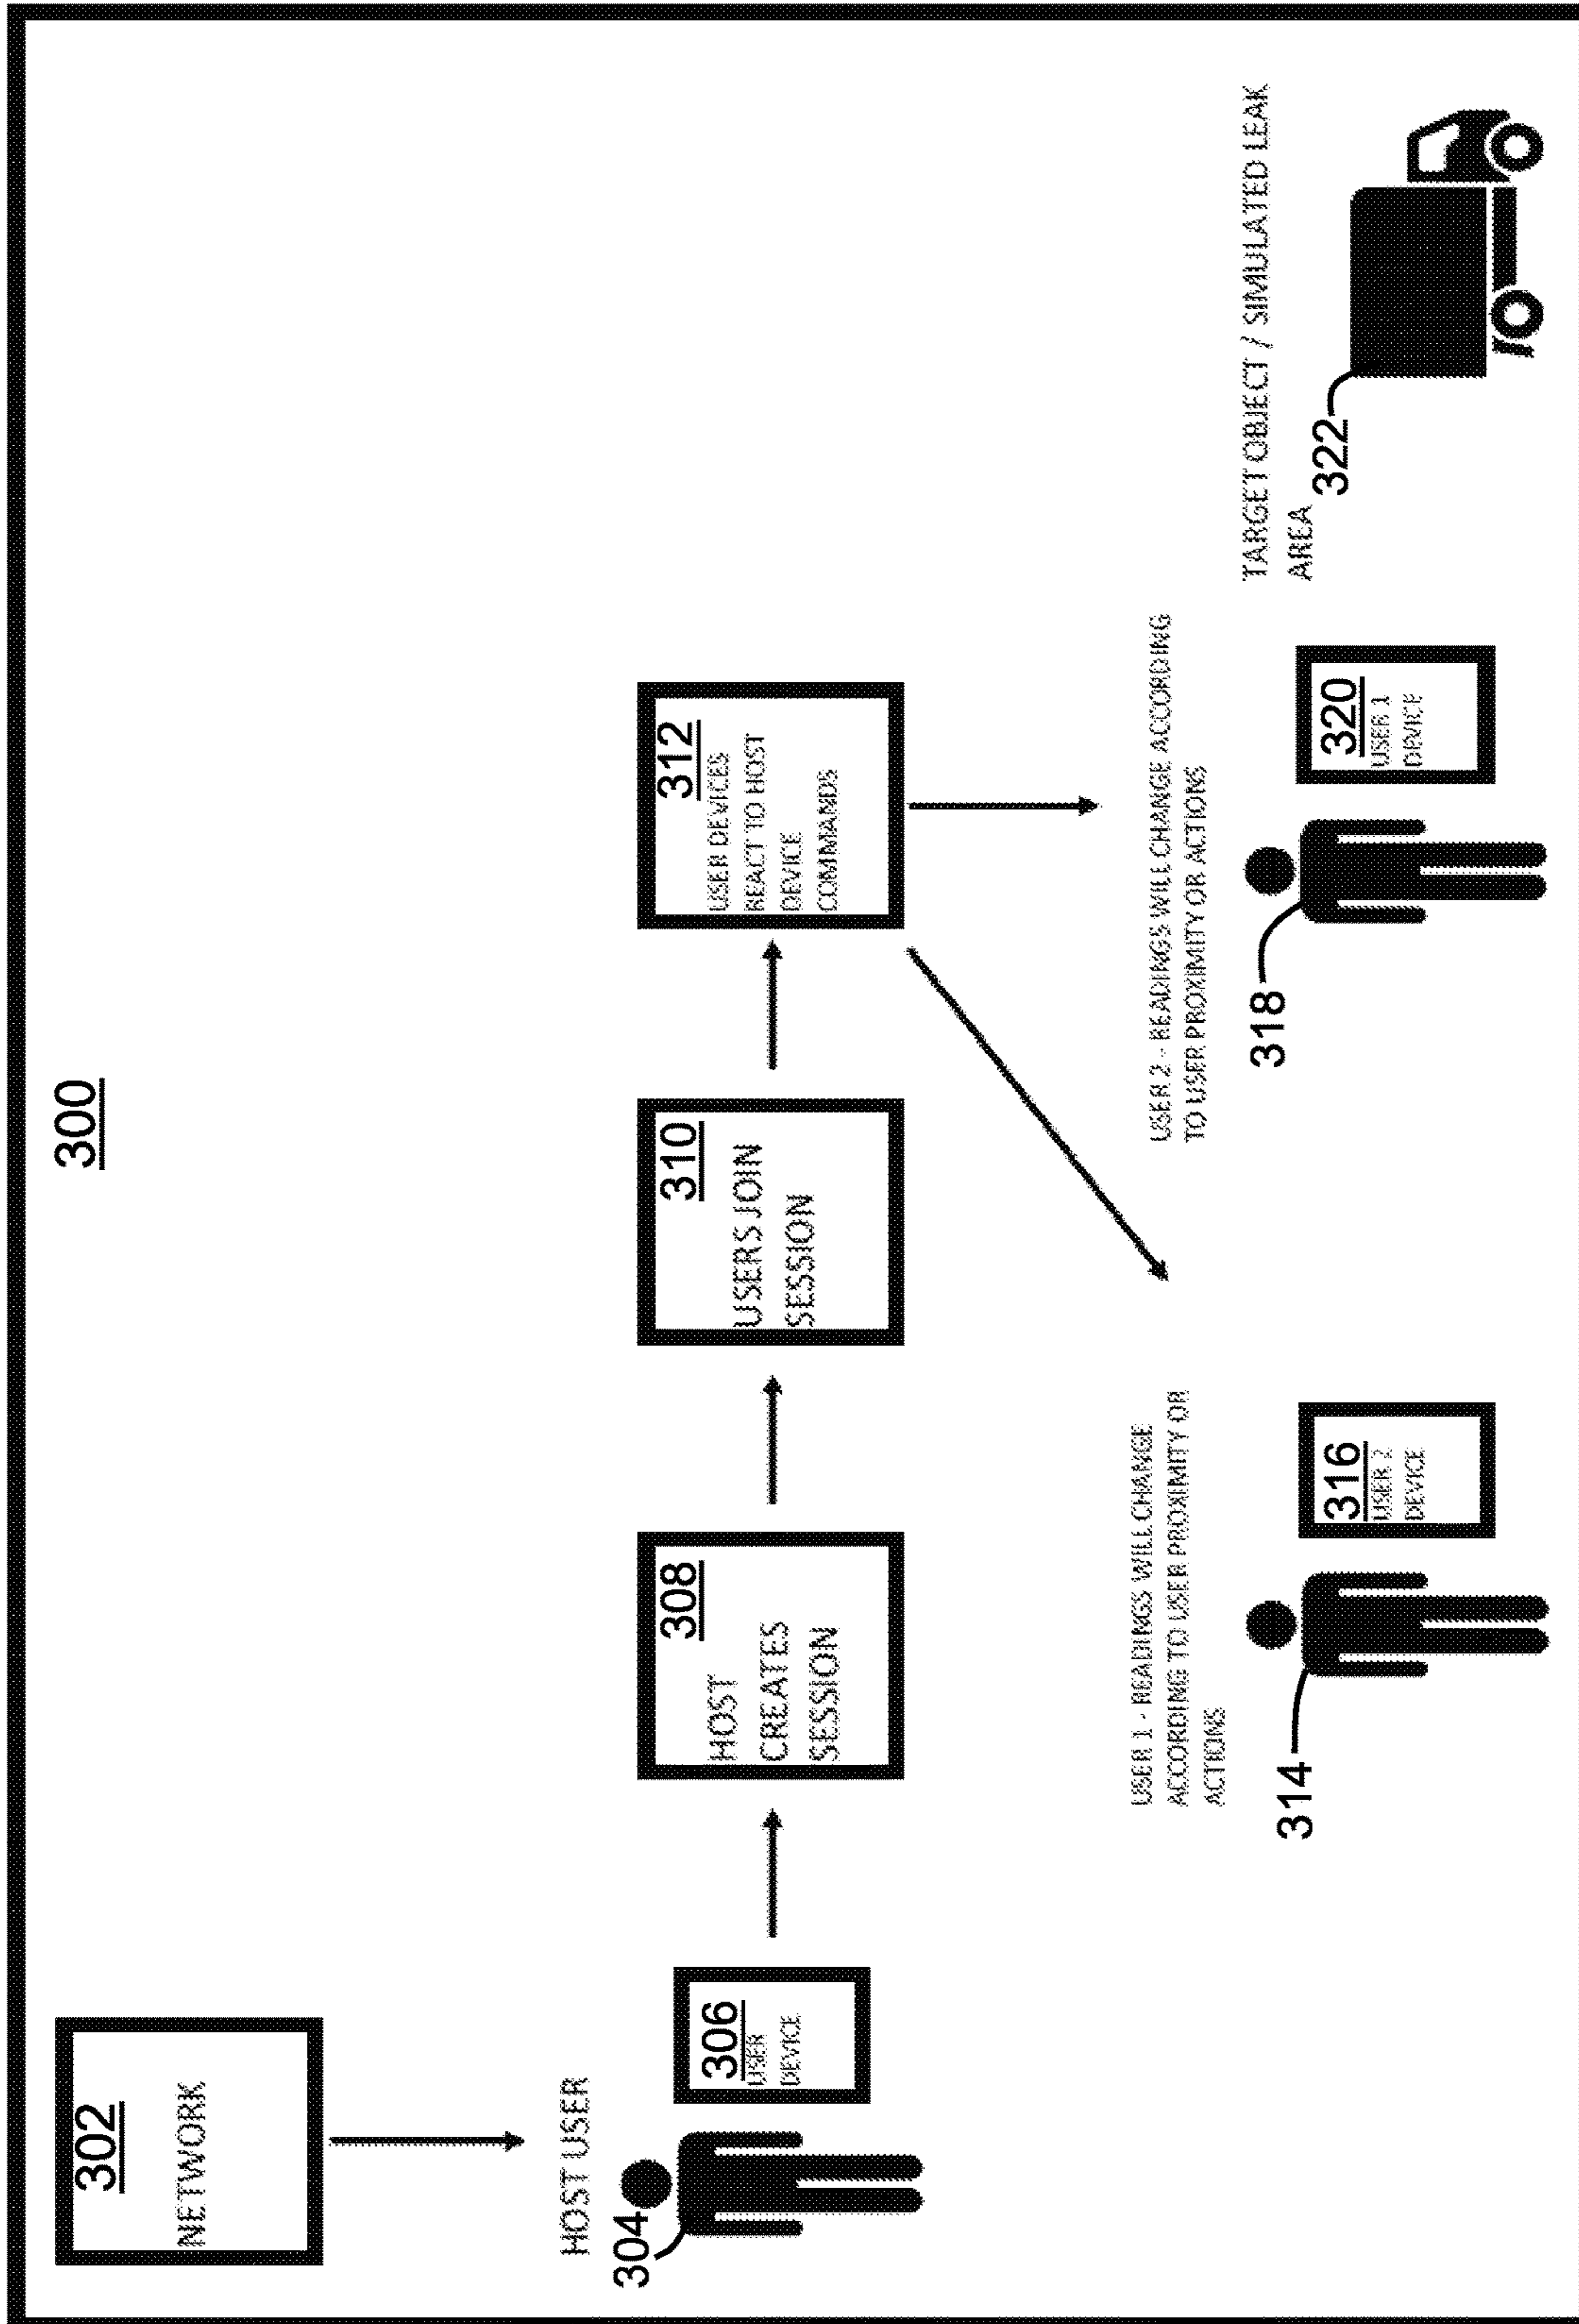 300
302
NETWORK
HOST USER
304
306
USER
DEVICE
308
HOST
CREATES
SESSION
310
USERS JOIN
SESSION
312
USER DEVICES
REACT TO HOST
DEVICE
COMMANDS
USER 1 - READINGS WILL CHANGE
ACCORDING TO USER PROXIMITY OR
ACTIONS
314
316
USER 2
DEVICE
USER 2 - READINGS WILL CHANGE ACCORDING
TO USER PROXIMITY OR ACTIONS
318
320
USER 1
DEVICE
TARGET OBJECT / SIMULATED LEAK
AREA
322